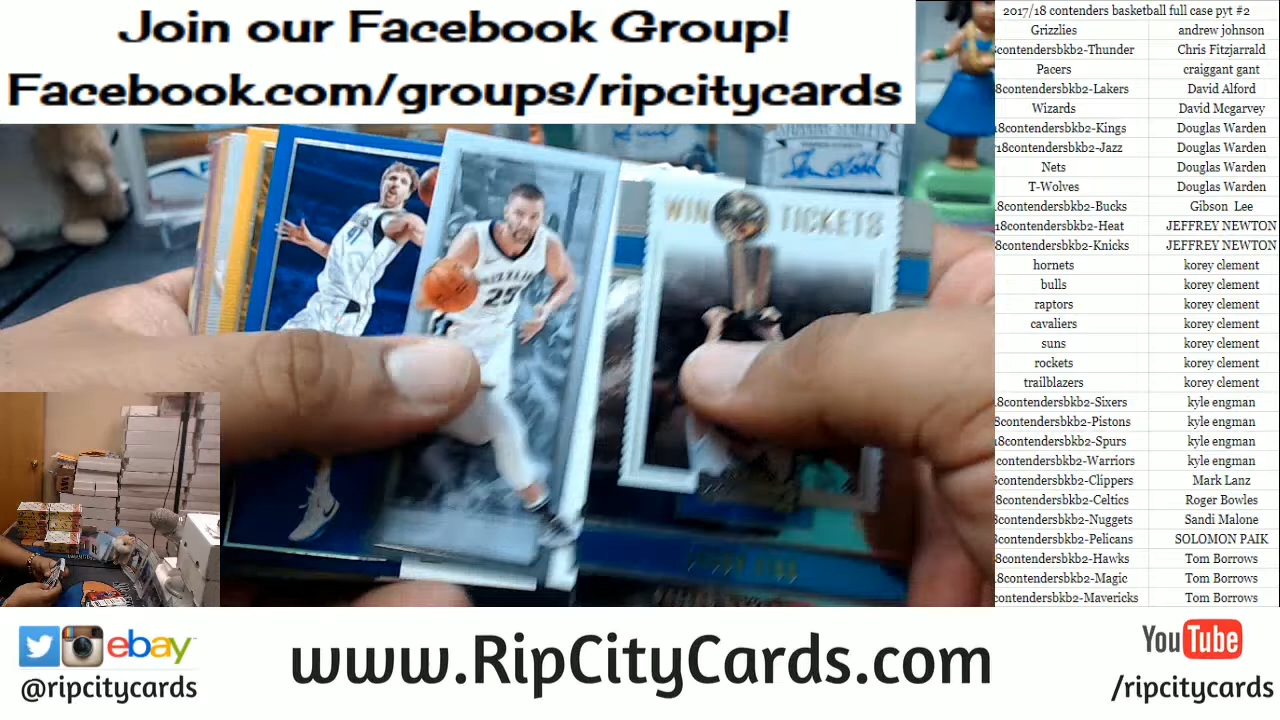 Join our Facebook Group!
Facebook.com/groups/ripcitycards
2017/18 contenders basketball full case pyt #2
Grizzlies andrew johnson
contendersbkb2-Thunder Chris Fitzjarrald
Pacers craiggant gant
8contendersbkb2-Lakers David Alford
Wizards David Mcgarvey
18contendersbkb2-Kings Douglas Warden
18contendersbkb2-Jazz Douglas Warden
Nets Douglas Warden
T-Wolves Douglas Warden
8contendersbkb2-Bucks Gibson Lee
18contendersbkb2-Heat JEFFREY NEWTON
8contendersbkb2-Knicks JEFFREY NEWTON
hornets korey clement
bulls korey clement
raptors korey clement
cavaliers korey clement
suns korey clement
rockets korey clement
trailblazers korey clement
18contendersbkb2-Sixers kyle engman
8contendersbkb2-Pistons kyle engman
18contendersbkb2-Spurs kyle engman
contendersbkb2-Warriors kyle engman
8contendersbkb2-Clippers Mark Lanz
8contendersbkb2-Celtics Roger Bowles
8contendersbkb2-Nuggets Sandi Malone
8contendersbkb2-Pelicans SOLOMON PAIK
8contendersbkb2-Hawks Tom Borrows
18contendersbkb2-Magic Tom Borrows
contendersbkb2-Mavericks Tom Borrows
WIN TICKETS
41
25
ebay
@ripcitycards
www.RipCityCards.com
YouTube
/ripcitycards